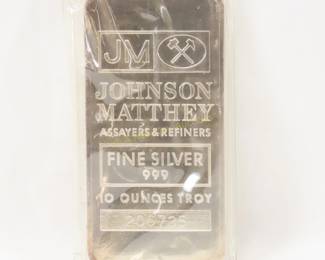 JM
JOHNSON
MATTHEY
ASSAYERS & REFINERS
FINE SILVER
999
10 OUNCES TROY